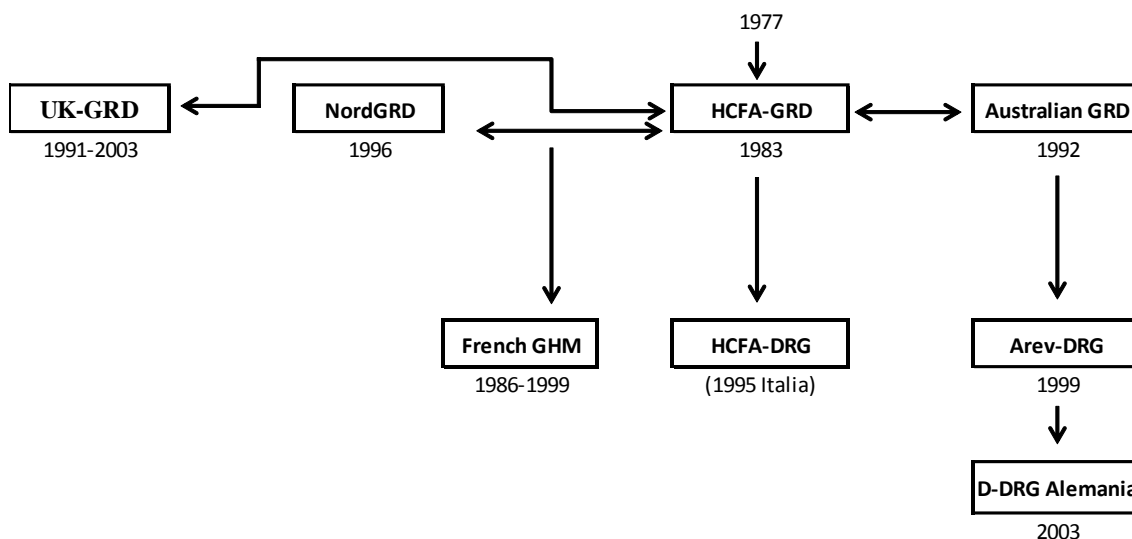 1977
UK-GRD
NordGRD
HCFA-GRD
Australian GRD
1991-2003
1996
1983
1992
French GHM
HCFA-DRG
Arev-DRG
1986-1999
(1995 Italia)
1999
D-DRG Alemania
2003